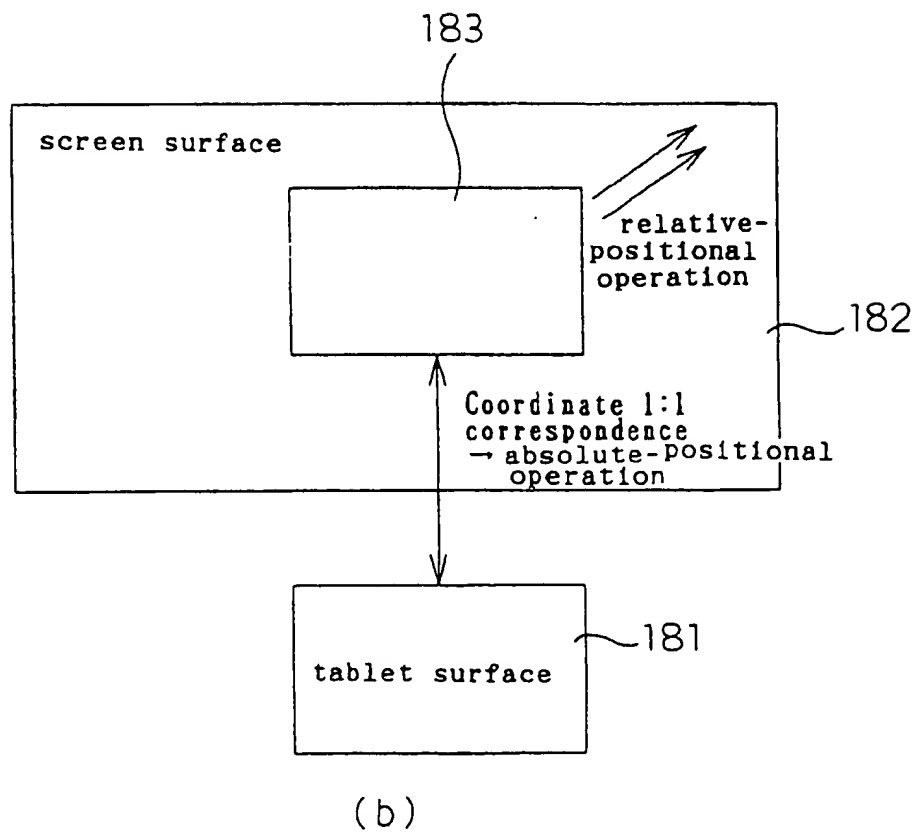 183
screen surface
relative-
positional
operation
182
Coordinate 1:1
correspondence
→ absolute-positional
operation
181
tablet surface
(b)